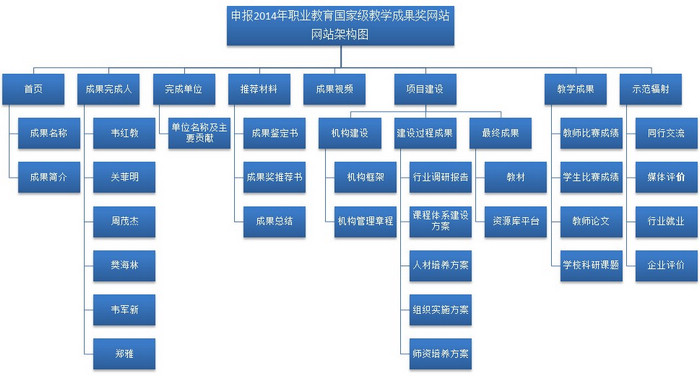 申报2014年职业教育国家级教学成果奖网站
网站架构图
首页
成果完成人
完成单位
推荐材料
成果视频
项目建设
教学成果
示范辐射
成果名称
韦红教
单位名称及主
要贡献
成果鉴定书
机构建设
建设过程成果
最终成果
教师比赛成绩
同行交流
成果简介
关菲明
成果奖推荐书
机构框架
行业调研报告
教材
学生比赛成绩
媒体评价
周茂杰
成果总结
机构管理章程
课程体系建设
方案
资源库平台
教师论文
行业就业
樊海林
人材培养方案
学校科研课题
企业评价
韦军新
组织实施方案
郑雅
师资培养方案